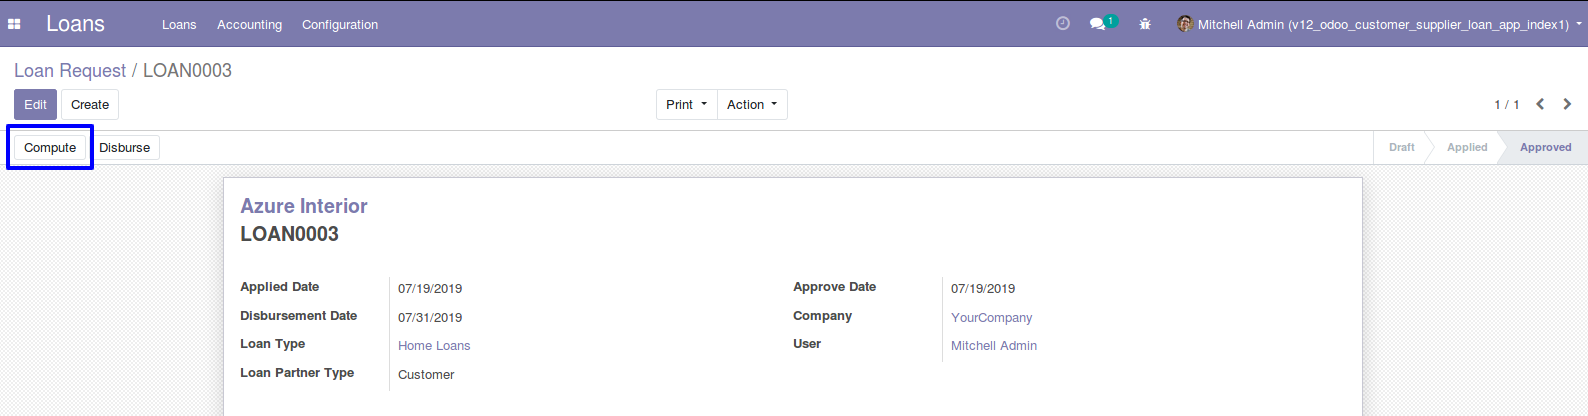 Loans Loans Accounting Configuration 1 Mitchell Admin (v12_odoo_customer_supplier_loan_app_index1)
Loan Request / LOAN0003
Edit Create Print Action 1 / 1
Compute Disburse Draft Applied Approved
Azure Interior
LOAN0003
Applied Date 07/19/2019 Approve Date 07/19/2019
Disbursement Date 07/31/2019 Company YourCompany
Loan Type Home Loans User Mitchell Admin
Loan Partner Type Customer